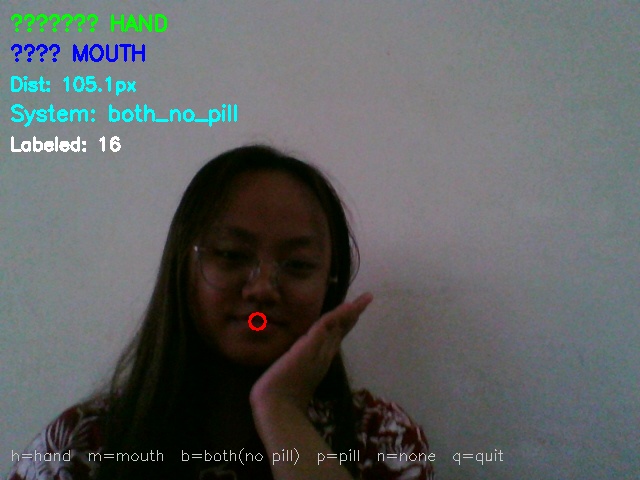 ??????? HAND
???? MOUTH
Dist: 105.1px
System: both_no_pill
Labeled: 16
h=hand m=mouth b=both(no pill) p=pill n=none q=quit